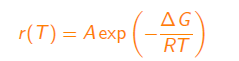 r(T) = A exp(−ΔG/RT)